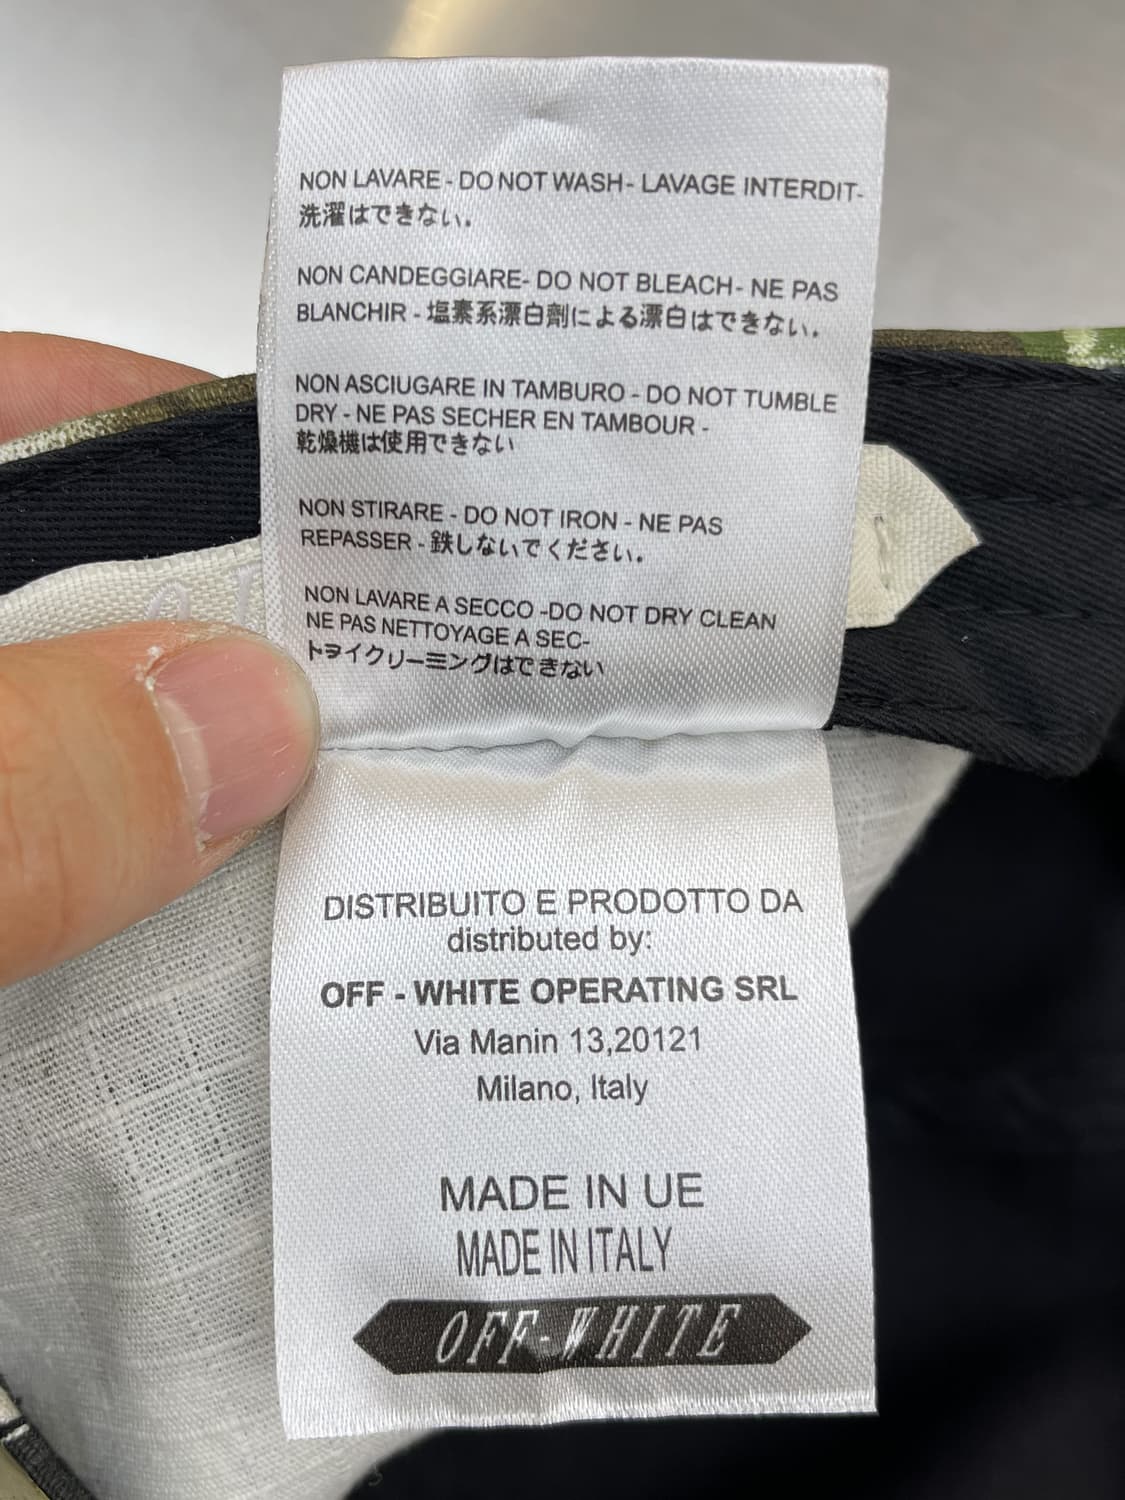 NON LAVARE - DO NOT WASH - LAVAGE INTERDIT-
洗濯はできない.
NON CANDEGGIARE- DO NOT BLEACH - NE PAS
BLANCHIR - 塩素系漂白剤による漂白はできない.
NON ASCIUGARE IN TAMBURO - DO NOT TUMBLE
DRY - NE PAS SECHER EN TAMBOUR -
乾燥機は使用できない
NON STIRARE - DO NOT IRON - NE PAS
REPASSER - 鉄しないでください.
NON LAVARE A SECCO -DO NOT DRY CLEAN
NE PAS NETTOYAGE A SEC-
トヲイクリーミングはできない
DISTRIBUITO E PRODOTTO DA
distributed by:
OFF - WHITE OPERATING SRL
Via Manin 13,20121
Milano, Italy
MADE IN UE
MADE IN ITALY
OFF-WHITE